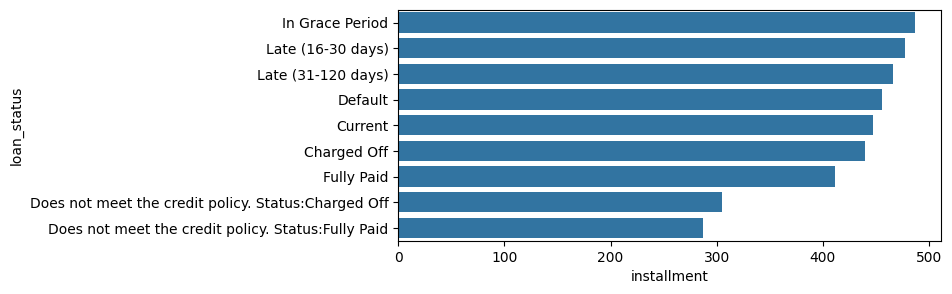 loan_status
In Grace Period
Late (16-30 days)
Late (31-120 days)
Default
Current
Charged Off
Fully Paid
Does not meet the credit policy. Status:Charged Off
Does not meet the credit policy. Status:Fully Paid
0 100 200 300 400 500
installment